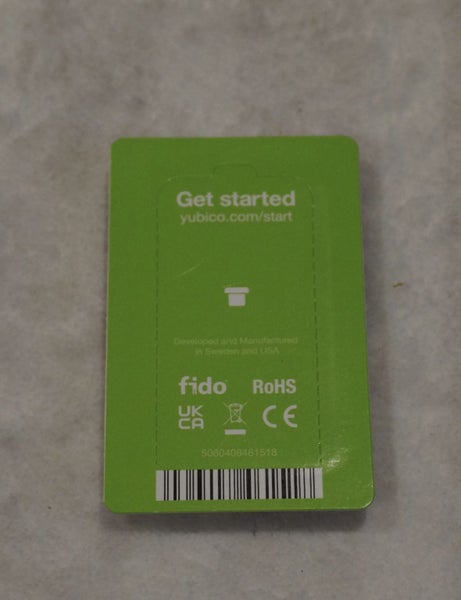 Get started
yubico.com/start
Developed and Manufactured
in Sweden and USA
fido RoHS
UK
CA CE
5060408461518